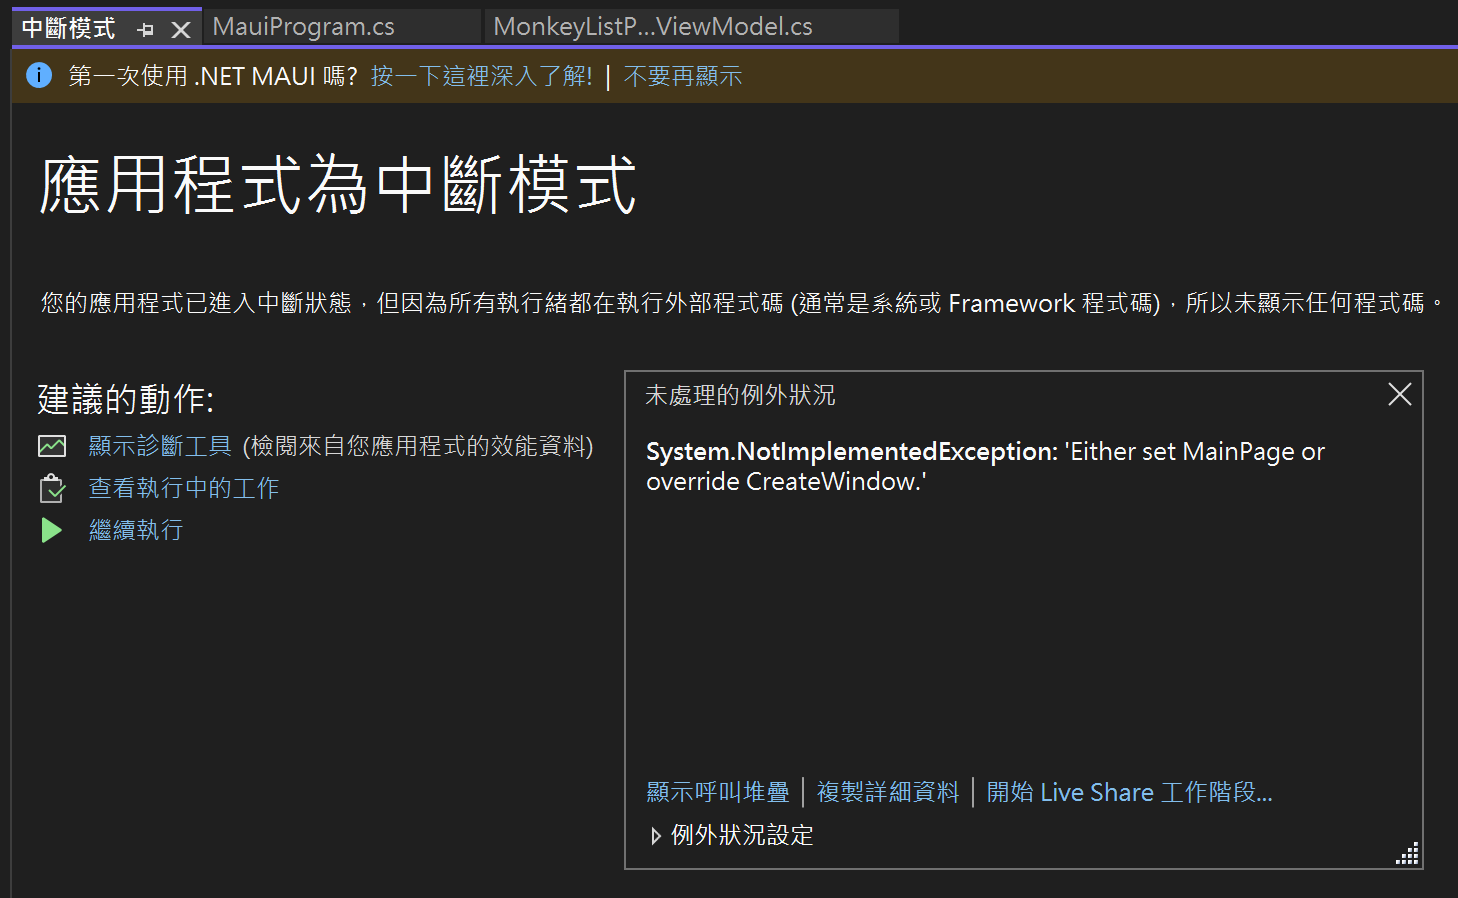 中斷模式
MauiProgram.cs
MonkeyListP...ViewModel.cs
第一次使用 .NET MAUI 嗎? 按一下這裡深入了解! | 不要再顯示
應用程式為中斷模式
您的應用程式已進入中斷狀態，但因為所有執行緒都在執行外部程式碼 (通常是系統或 Framework 程式碼)，所以未顯示任何程式碼。
建議的動作:
顯示診斷工具 (檢閱來自您應用程式的效能資料)
查看執行中的工作
繼續執行
未處理的例外狀況
System.NotImplementedException: 'Either set MainPage or
override CreateWindow.'
顯示呼叫堆疊 | 複製詳細資料 | 開始 Live Share 工作階段...
例外狀況設定